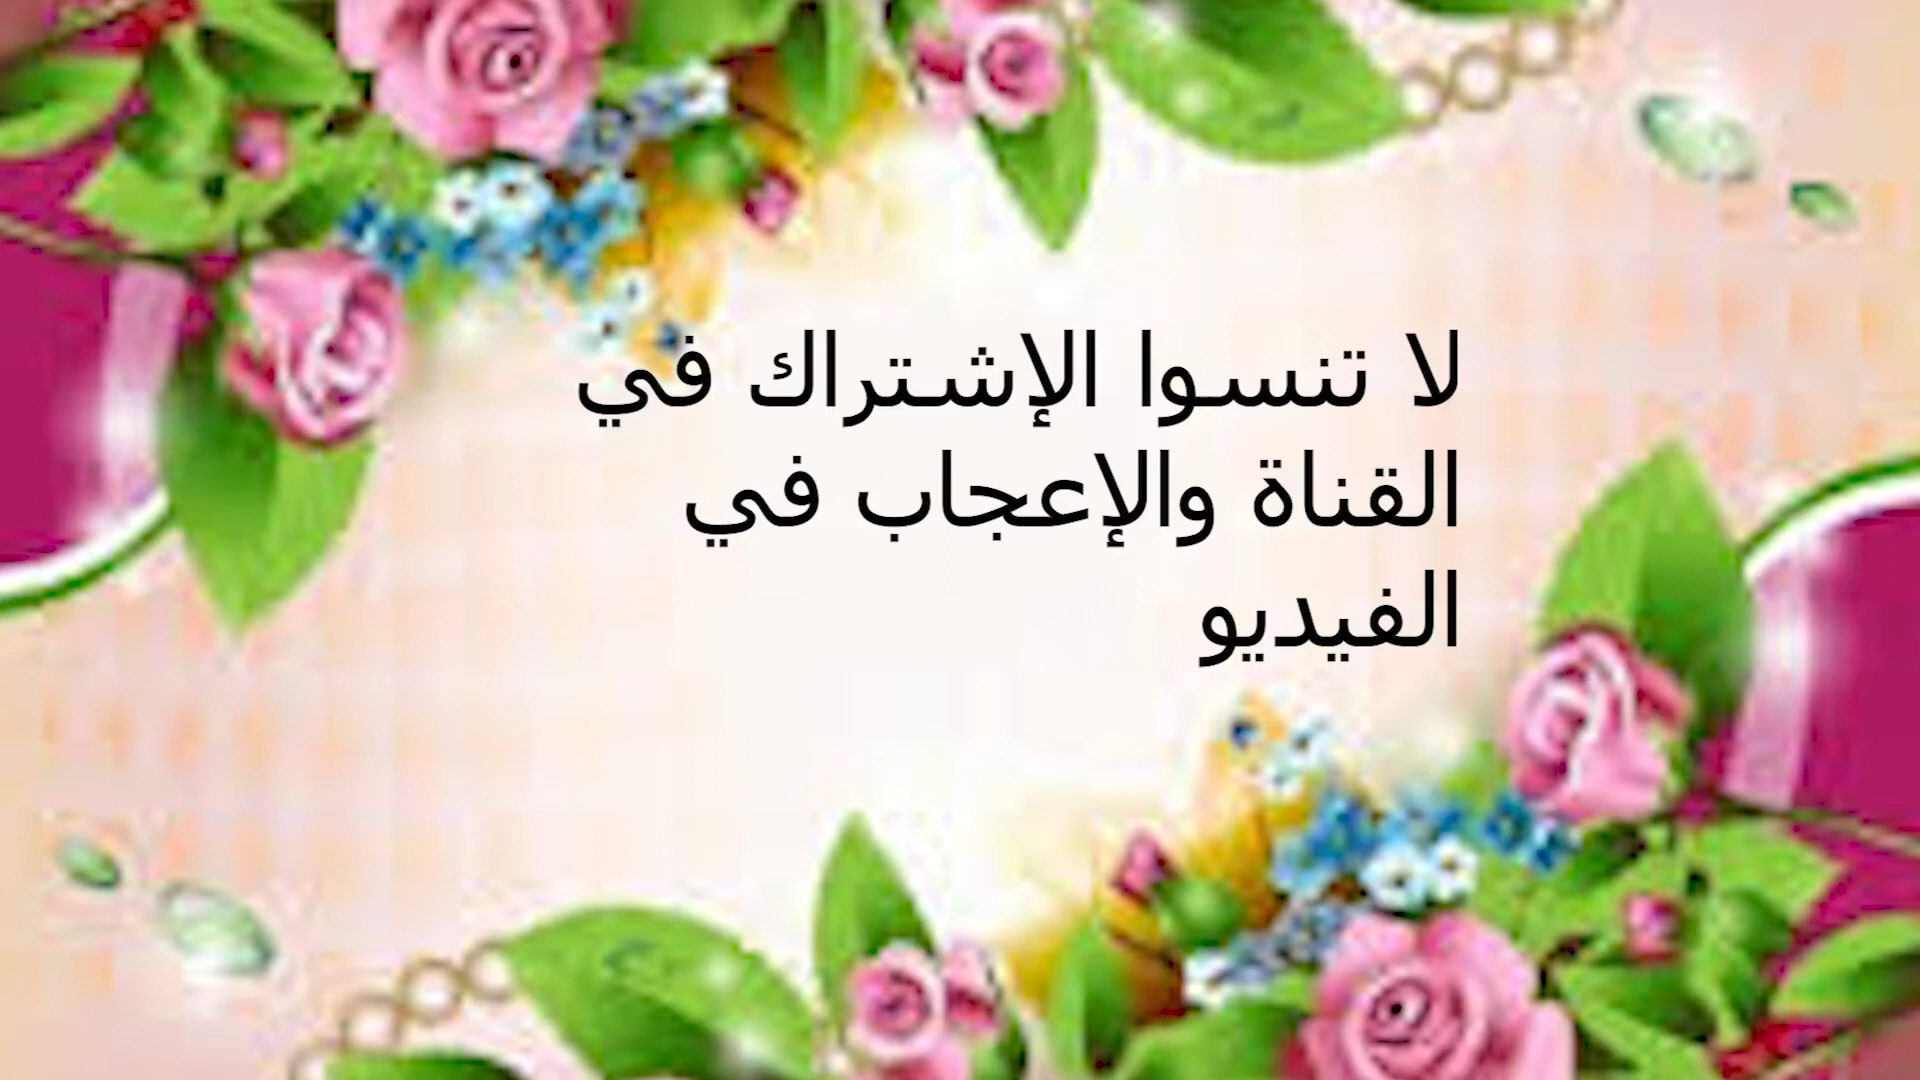 لا تنسوا الإشتراك في
القناة والإعجاب في
الفيديو